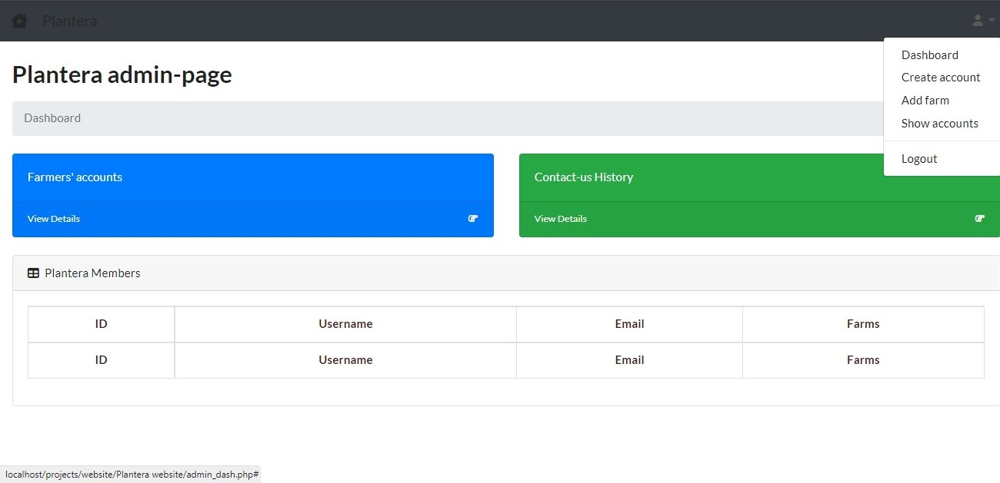 Plantera
Dashboard
Create account
Add farm
Show accounts
Logout
Plantera admin-page
Dashboard
Farmers' accounts
View Details
Contact-us History
View Details
Plantera Members
ID Username Email Farms
ID Username Email Farms
localhost/projects/website/Plantera website/admin_dash.php#